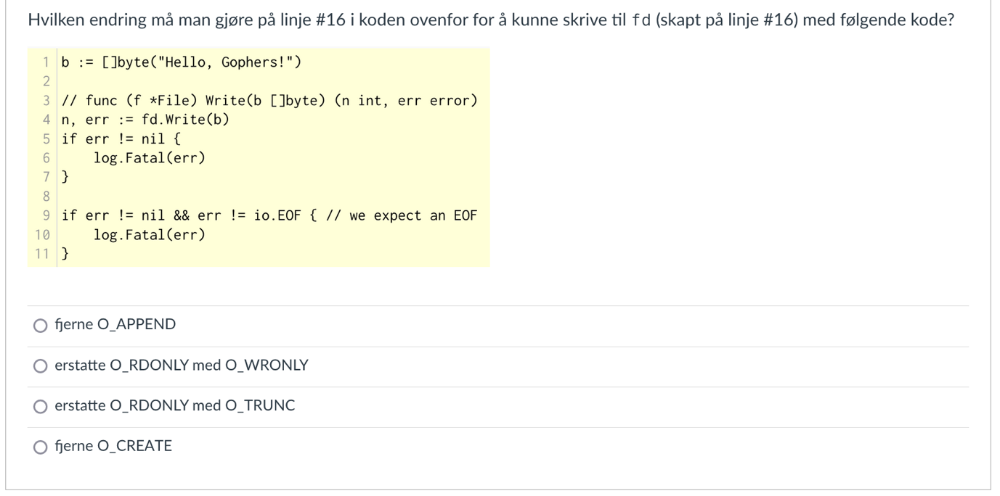 Hvilken endring må man gjøre på linje #16 i koden ovenfor for å kunne skrive til fd (skapt på linje #16) med følgende kode?
1 b := []byte("Hello, Gophers!")
2
3 // func (f *File) Write(b []byte) (n int, err error)
4 n, err := fd.Write(b)
5 if err != nil {
6     log.Fatal(err)
7 }
8
9 if err != nil && err != io.EOF { // we expect an EOF
10     log.Fatal(err)
11 }
fjerne O_APPEND
erstatte O_RDONLY med O_WRONLY
erstatte O_RDONLY med O_TRUNC
fjerne O_CREATE